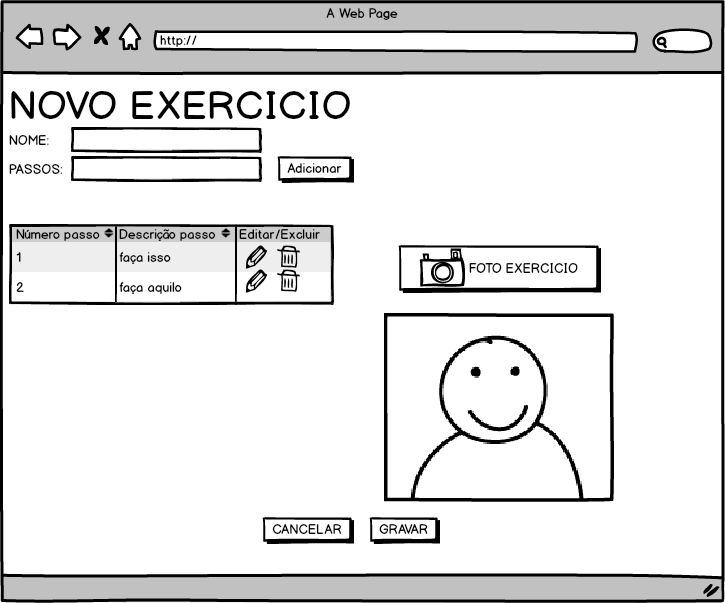 A Web Page
http://
NOVO EXERCICIO
NOME:
PASSOS:
Adicionar
Número passo Descrição passo Editar/Excluir
1 faça isso
2 faça aquilo
FOTO EXERCICIO
CANCELAR GRAVAR